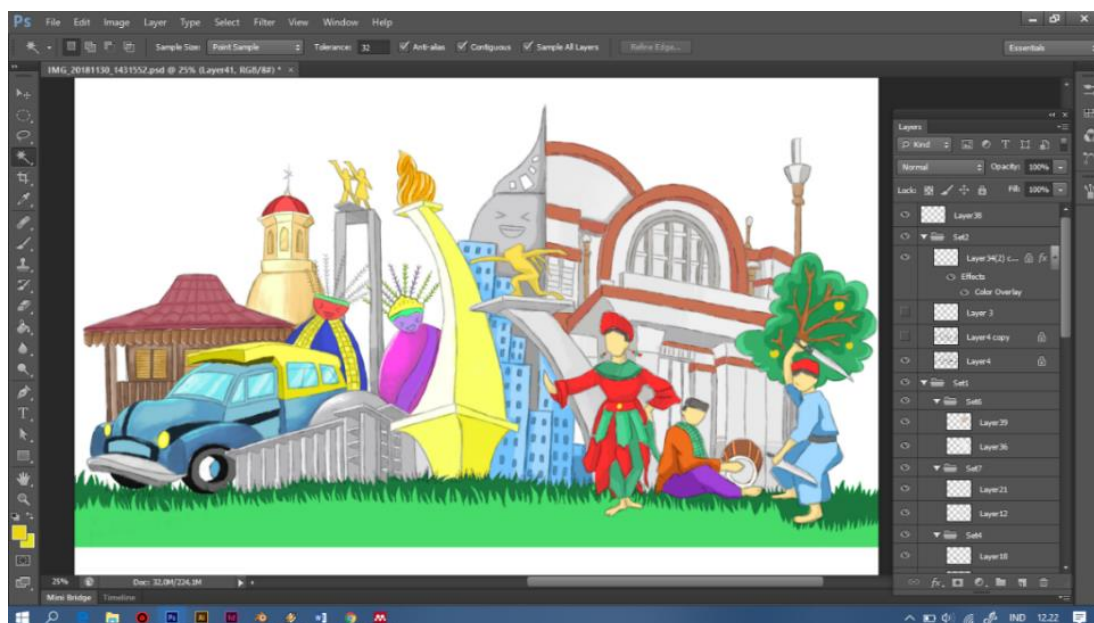 Ps File Edit Image Layer Type Select Filter View Window Help
Sample Size: Point Sample Tolerance: 32 Anti-alias Contiguous Sample All Layers Refine Edge... Essentials
IMG_20181130_1431552.psd @ 25% (Layer41, RGB/8#) * ×
Layers
Kind
Normal Opacity: 100%
Lock: Fill: 100%
Layer38
Set2
Layer34(2) c... fx
Effects
Color Overlay
Layer 3
Layer4 copy
Layer4
Set1
Set6
Layer39
Layer36
Set7
Layer21
Layer12
Set4
Layer18
25% Doc: 32,0M/224,1M
Mini Bridge Timeline
IND 12.22